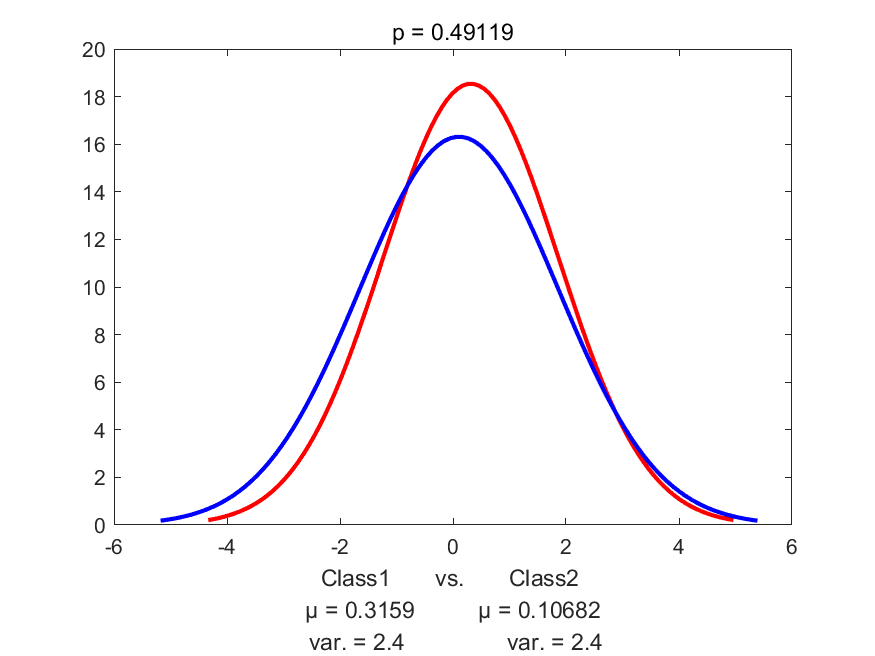 p = 0.49119
20
18
16
14
12
10
8
6
4
2
0
-6 -4 -2 0 2 4 6
Class1 vs. Class2
μ = 0.3159 μ = 0.10682
var. = 2.4 var. = 2.4